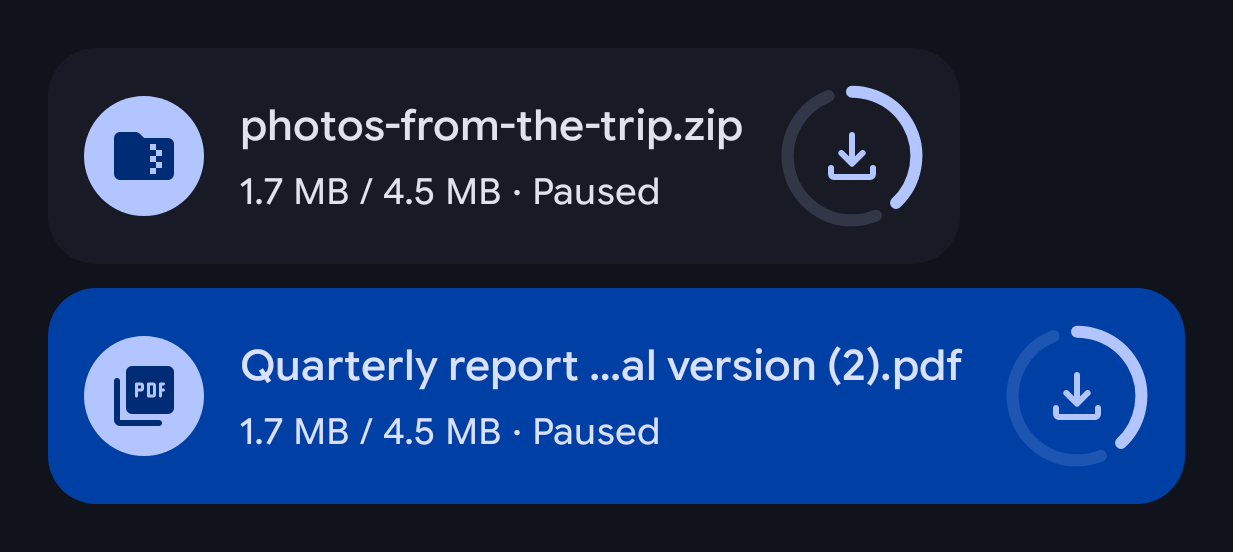 photos-from-the-trip.zip
1.7 MB / 4.5 MB · Paused
PDF
Quarterly report ...al version (2).pdf
1.7 MB / 4.5 MB · Paused